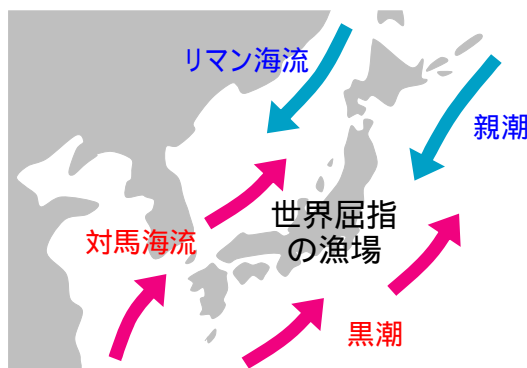 リマン海流
親潮
世界屈指
の漁場
対馬海流
黒潮